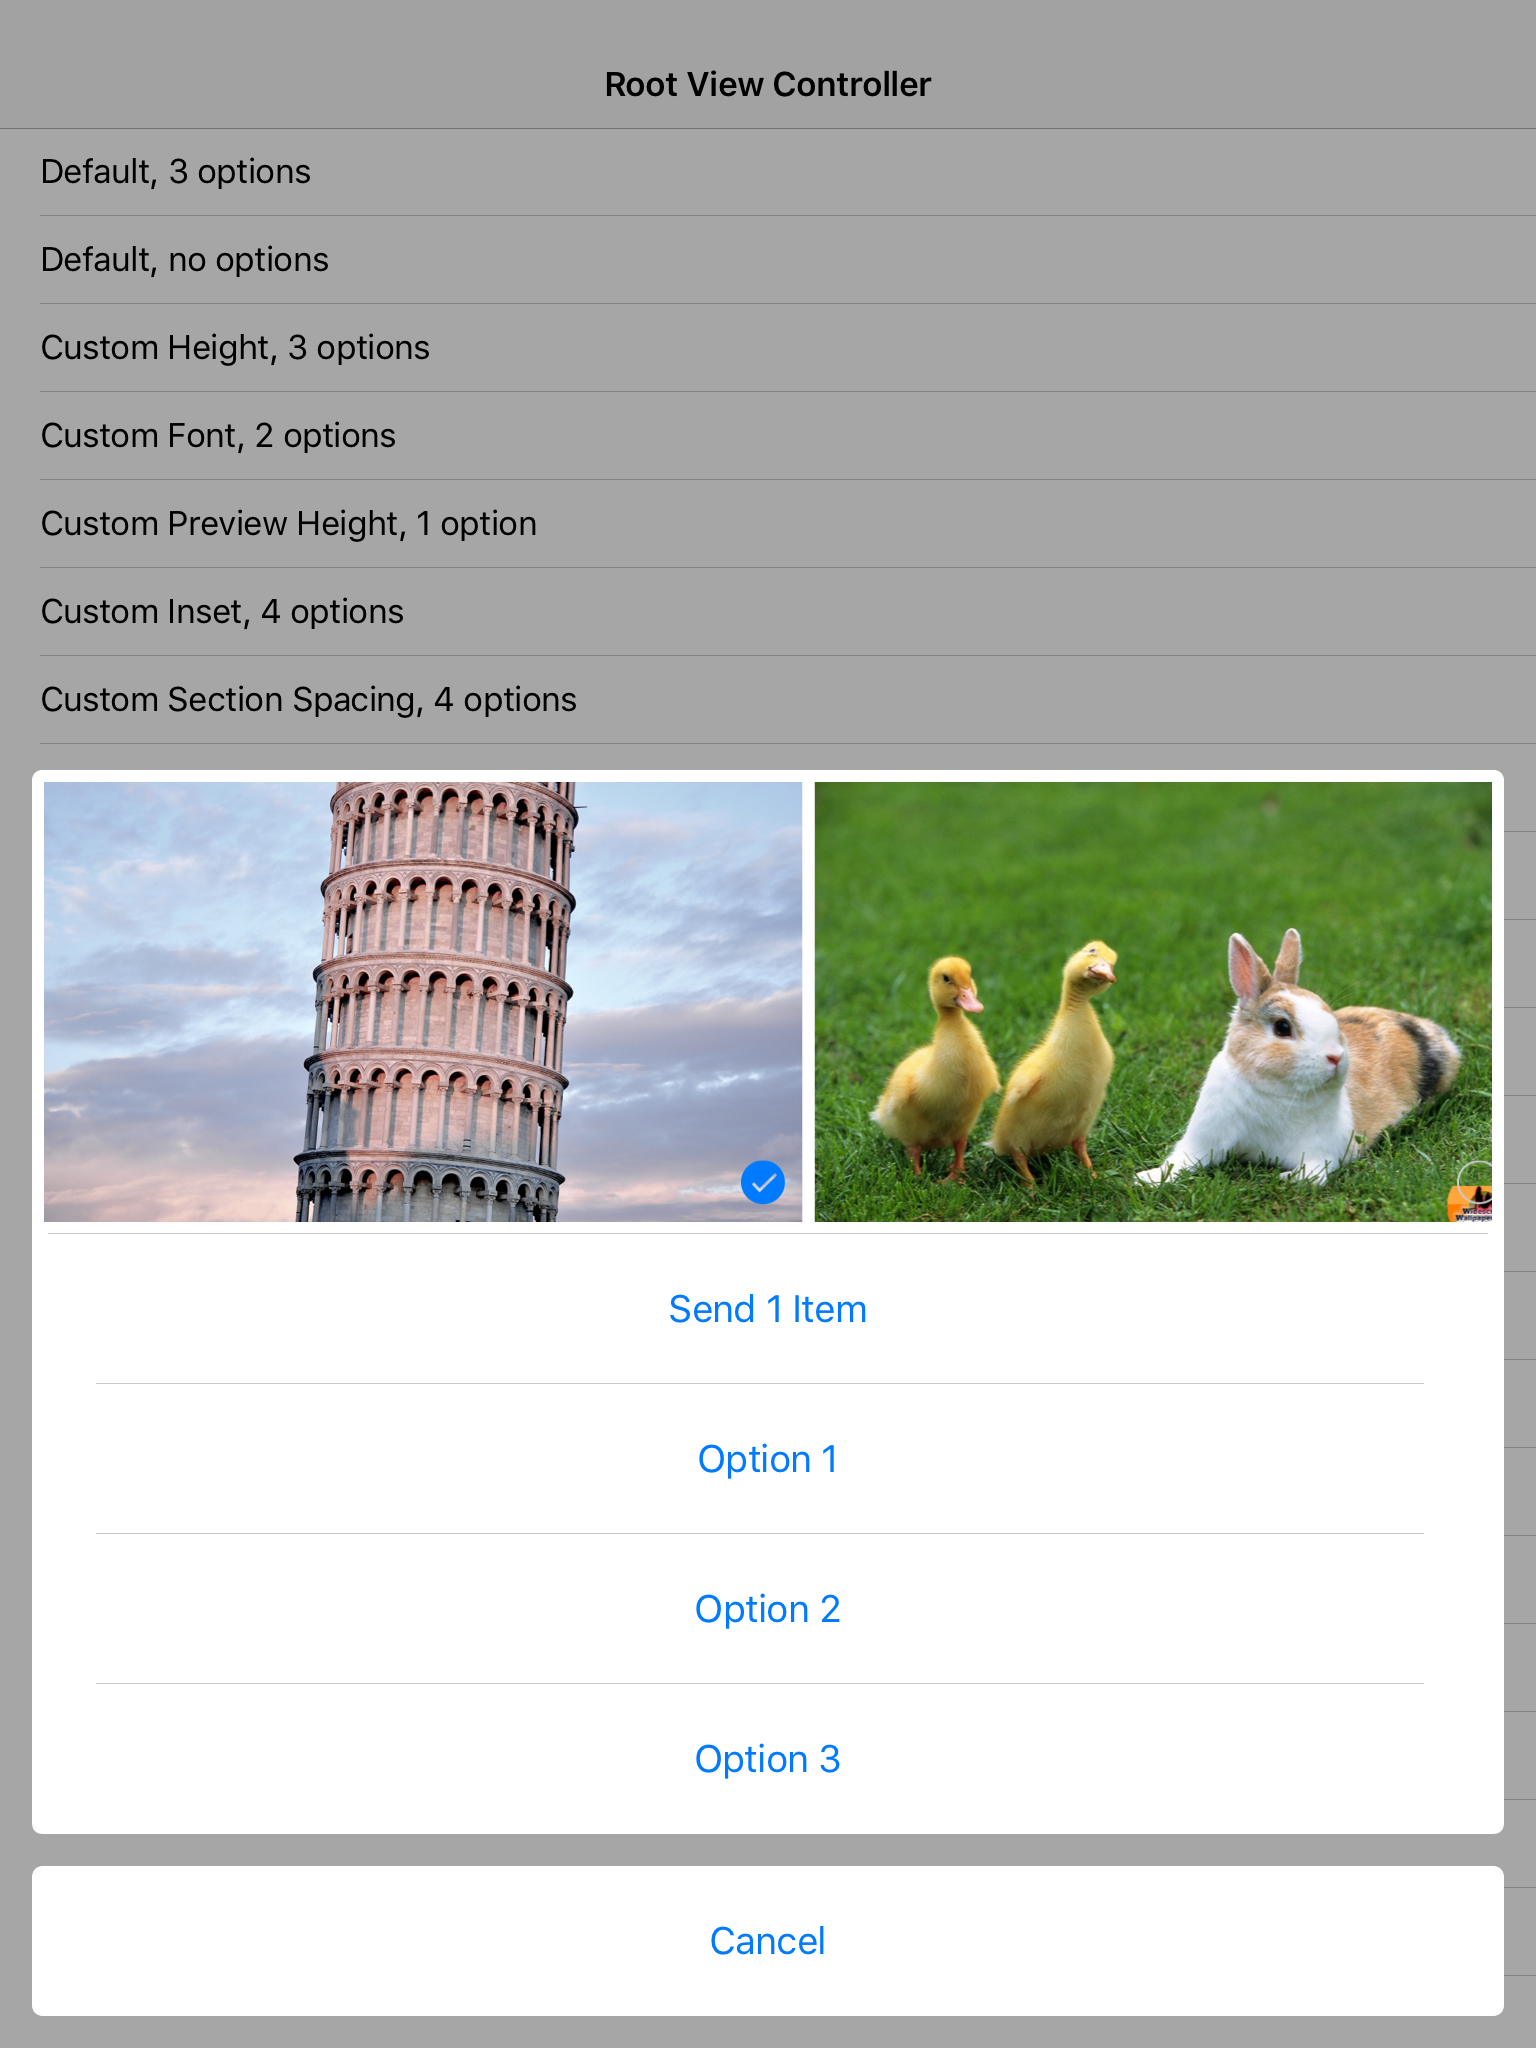 Root View Controller
Default, 3 options
Default, no options
Custom Height, 3 options
Custom Font, 2 options
Custom Preview Height, 1 option
Custom Inset, 4 options
Custom Section Spacing, 4 options
Send 1 Item
Option 1
Option 2
Option 3
Cancel